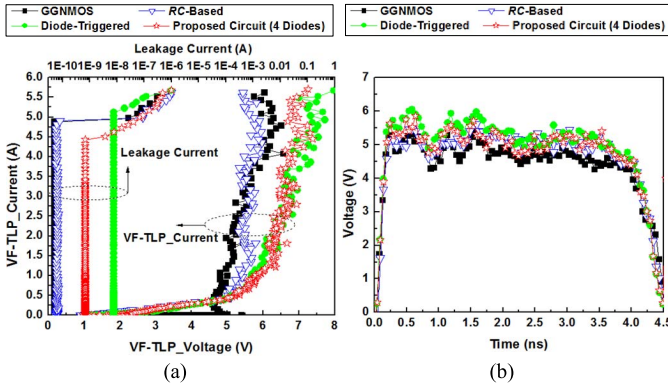 GGNMOS RC-Based
Diode-Triggered Proposed Circuit (4 Diodes)
Leakage Current (A)
1E-10 1E-9 1E-8 1E-7 1E-6 1E-5 1E-4 1E-3 0.01 0.1 1
6.0
5.5
5.0
4.5
4.0
3.5
3.0
2.5
2.0
1.5
1.0
0.5
0.0
VF-TLP_Current (A)
Leakage Current
VF-TLP_Current
0 1 2 3 4 5 6 7 8
VF-TLP_Voltage (V)
(a)
GGNMOS RC-Based
Diode-Triggered Proposed Circuit (4 Diodes)
7
6
5
4
3
2
1
0
Voltage (V)
0.0 0.5 1.0 1.5 2.0 2.5 3.0 3.5 4.0 4.5
Time (ns)
(b)